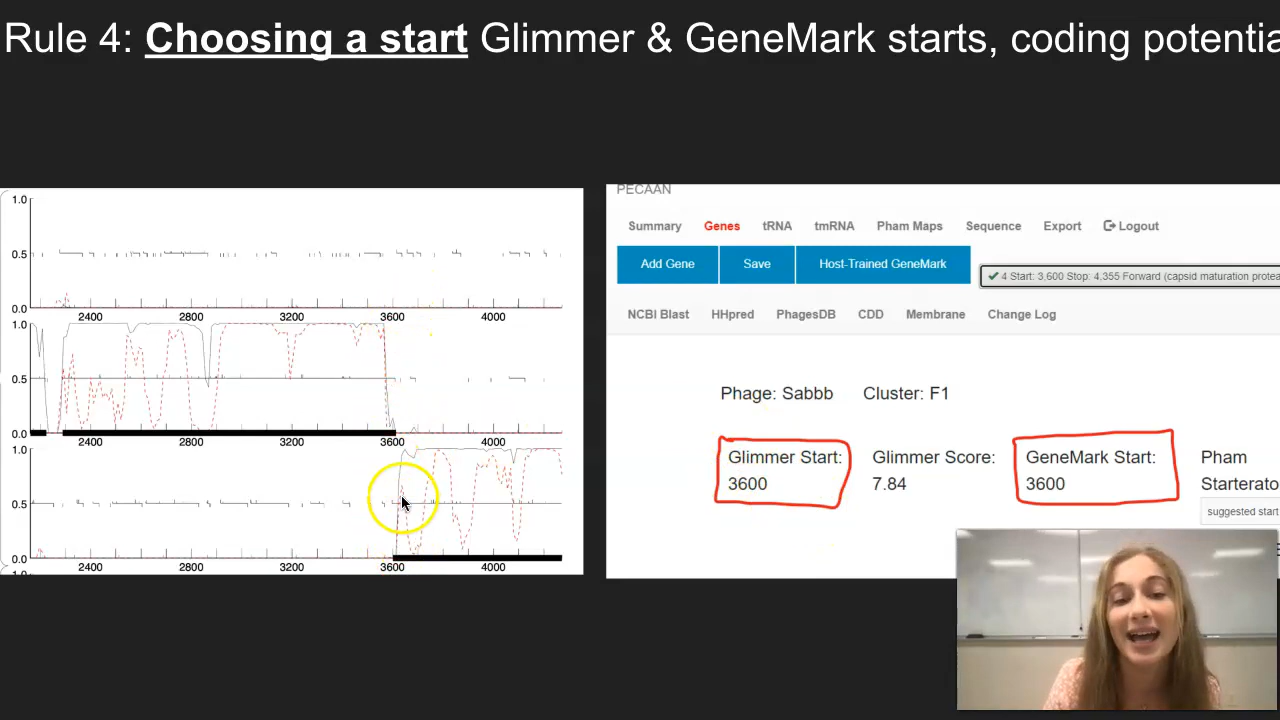 Rule 4: Choosing a start Glimmer & GeneMark starts, coding potentia
1.0
0.5
0.0
2400 2800 3200 3600 4000
1.0
0.5
0.0
2400 2800 3200 3600 4000
1.0
0.5
0.0
2400 2800 3200 3600 4000
PECAAN
Summary Genes tRNA tmRNA Pham Maps Sequence Export Logout
Add Gene Save Host-Trained GeneMark
4 Start: 3,600 Stop: 4,355 Forward (capsid maturation protea
NCBI Blast HHpred PhagesDB CDD Membrane Change Log
Phage: Sabbb Cluster: F1
Glimmer Start: Glimmer Score: GeneMark Start: Pham
3600 7.84 3600 Starterato
suggested start